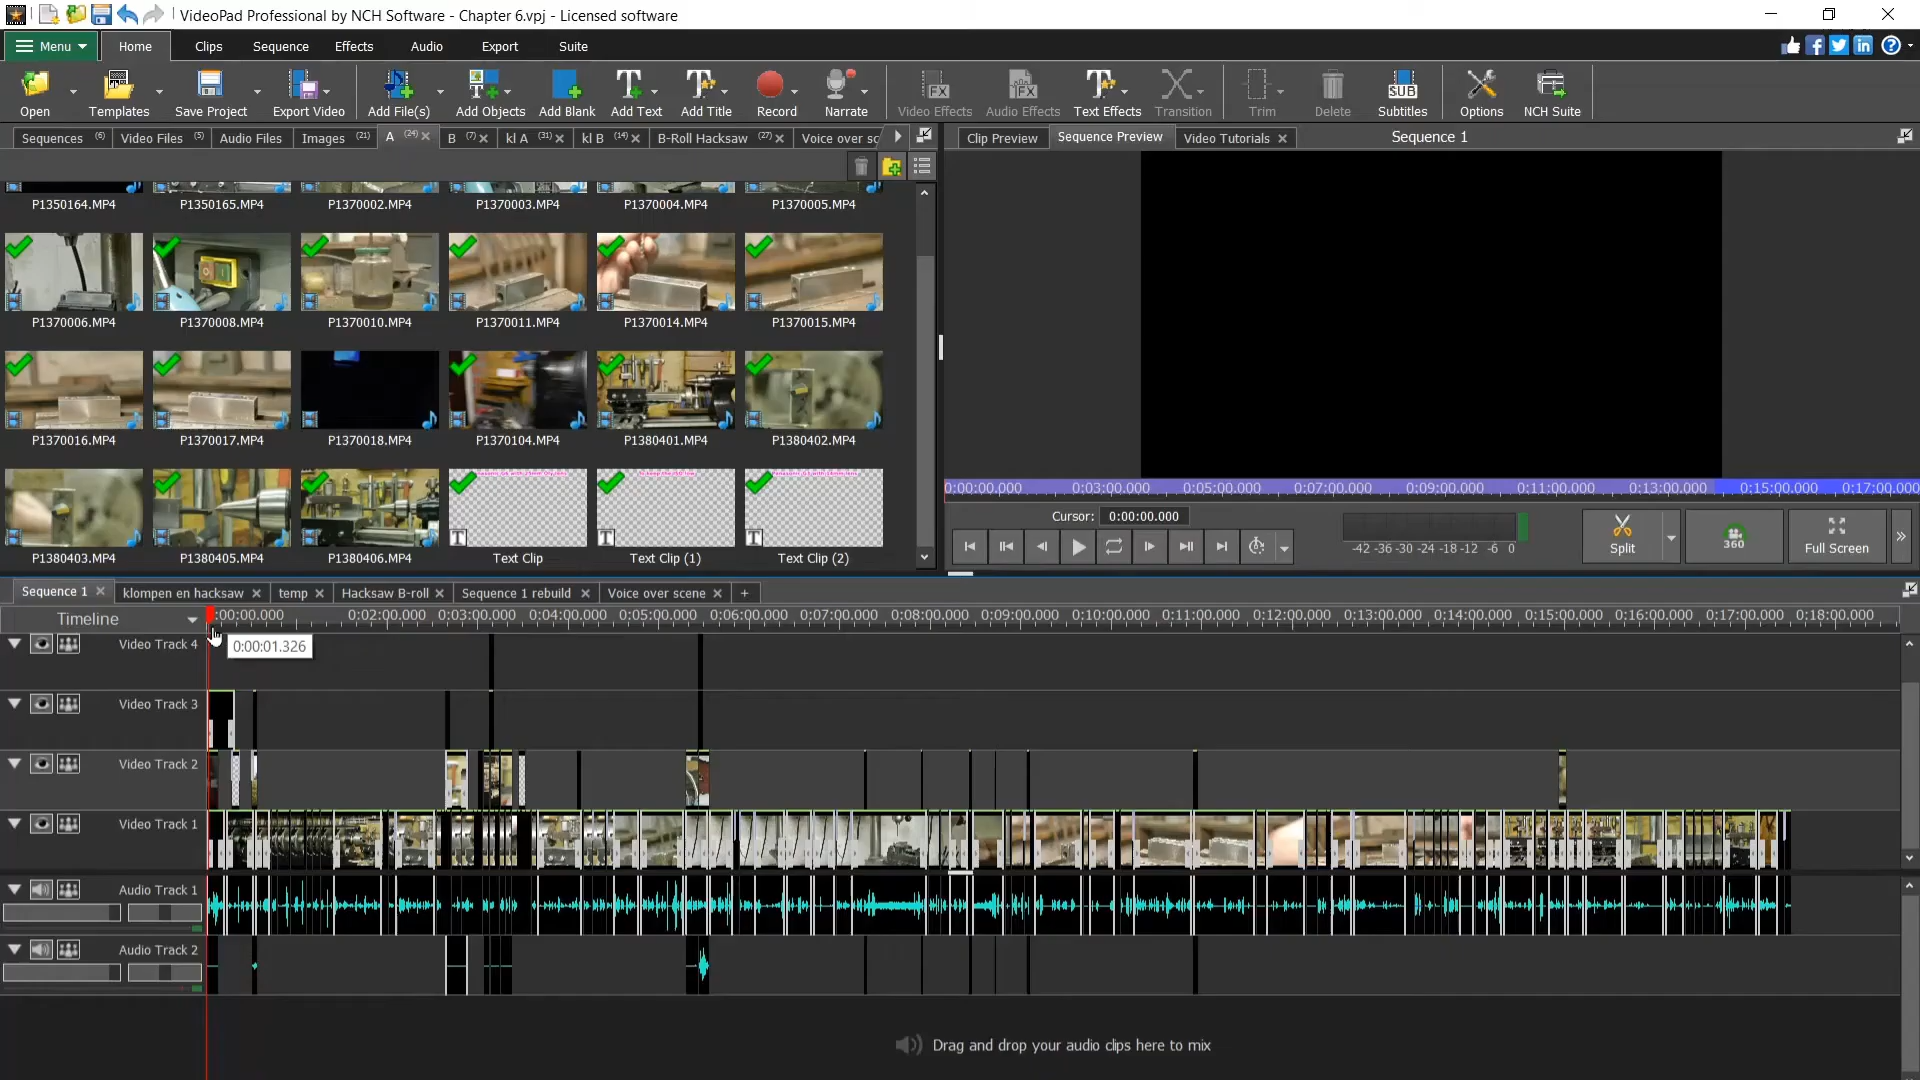 VideoPad Professional by NCH Software - Chapter 6.vpj - Licensed software
Menu Home Clips Sequence Effects Audio Export Suite
Open Templates Save Project Export Video Add File(s) Add Objects Add Blank Add Text Add Title Record Narrate Video Effects Audio Effects Text Effects Transition Trim Delete Subtitles Options NCH Suite
Sequences (6) Video Files (5) Audio Files Images (21) A (24) B (7) kl A (31) kl B (14) B-Roll Hacksaw (27) Voice over sc
Clip Preview Sequence Preview Video Tutorials Sequence 1
P1350164.MP4 P1350165.MP4 P1370002.MP4 P1370003.MP4 P1370004.MP4 P1370005.MP4
P1370006.MP4 P1370008.MP4 P1370010.MP4 P1370011.MP4 P1370014.MP4 P1370015.MP4
P1370016.MP4 P1370017.MP4 P1370018.MP4 P1370104.MP4 P1380401.MP4 P1380402.MP4
P1380403.MP4 P1380405.MP4 P1380406.MP4 Text Clip Text Clip (1) Text Clip (2)
0:00:00.000 0:03:00.000 0:05:00.000 0:07:00.000 0:09:00.000 0:11:00.000 0:13:00.000 0:15:00.000 0:17:00.000
Cursor: 0:00:00.000
-42 -36 -30 -24 -18 -12 -6 0
Split 360 Full Screen
Sequence 1 klompen en hacksaw temp Hacksaw B-roll Sequence 1 rebuild Voice over scene +
Timeline :00:00.000 0:02:00.000 0:03:00.000 0:04:00.000 0:05:00.000 0:06:00.000 0:07:00.000 0:08:00.000 0:09:00.000 0:10:00.000 0:11:00.000 0:12:00.000 0:13:00.000 0:14:00.000 0:15:00.000 0:16:00.000 0:17:00.000 0:18:00.000
Video Track 4 0:00:01.326
Video Track 3
Video Track 2
Video Track 1
Audio Track 1
Audio Track 2
Drag and drop your audio clips here to mix